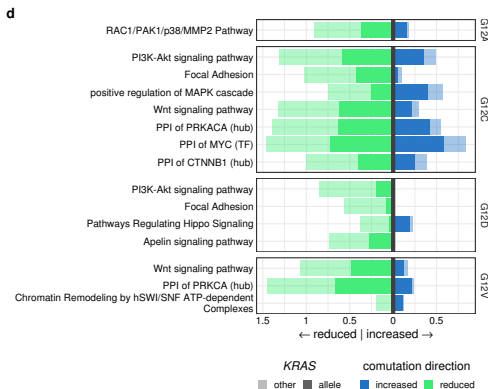 d
RAC1/PAK1/p38/MMP2 Pathway
G12A
PI3K-Akt signaling pathway
Focal Adhesion
positive regulation of MAPK cascade
Wnt signaling pathway
PPI of PRKACA (hub)
PPI of MYC (TF)
PPI of CTNNB1 (hub)
G12C
PI3K-Akt signaling pathway
Focal Adhesion
Pathways Regulating Hippo Signaling
Apelin signaling pathway
G12D
Wnt signaling pathway
PPI of PRKCA (hub)
Chromatin Remodeling by hSWI/SNF ATP-dependent
Complexes
G12V
1.5 1 0.5 0 0.5
← reduced | increased →
KRAS comutation direction
other allele increased reduced